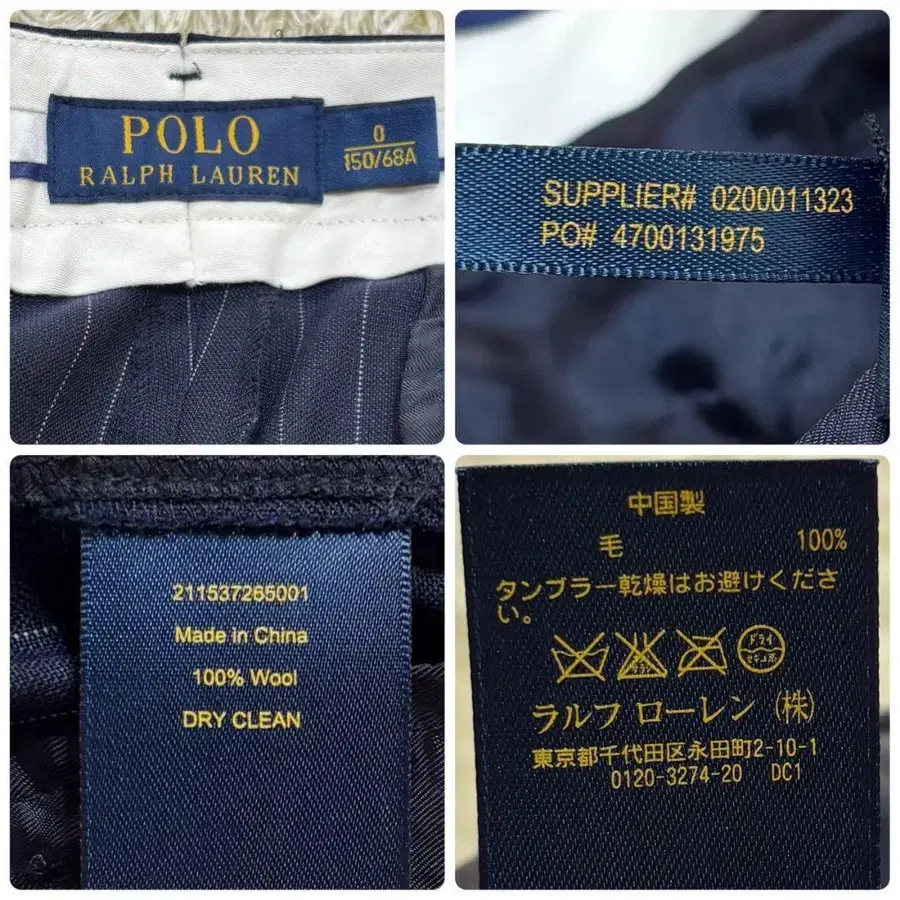 POLO
RALPH LAUREN
0
150/68A
SUPPLIER# 0200011323
PO# 4700131975
211537265001
Made in China
100% Wool
DRY CLEAN
中国製
毛 100%
タンブラー乾燥はお避けくださ
い。
ドライ
ラルフ ローレン (株)
東京都千代田区永田町2-10-1
0120-3274-20 DC1